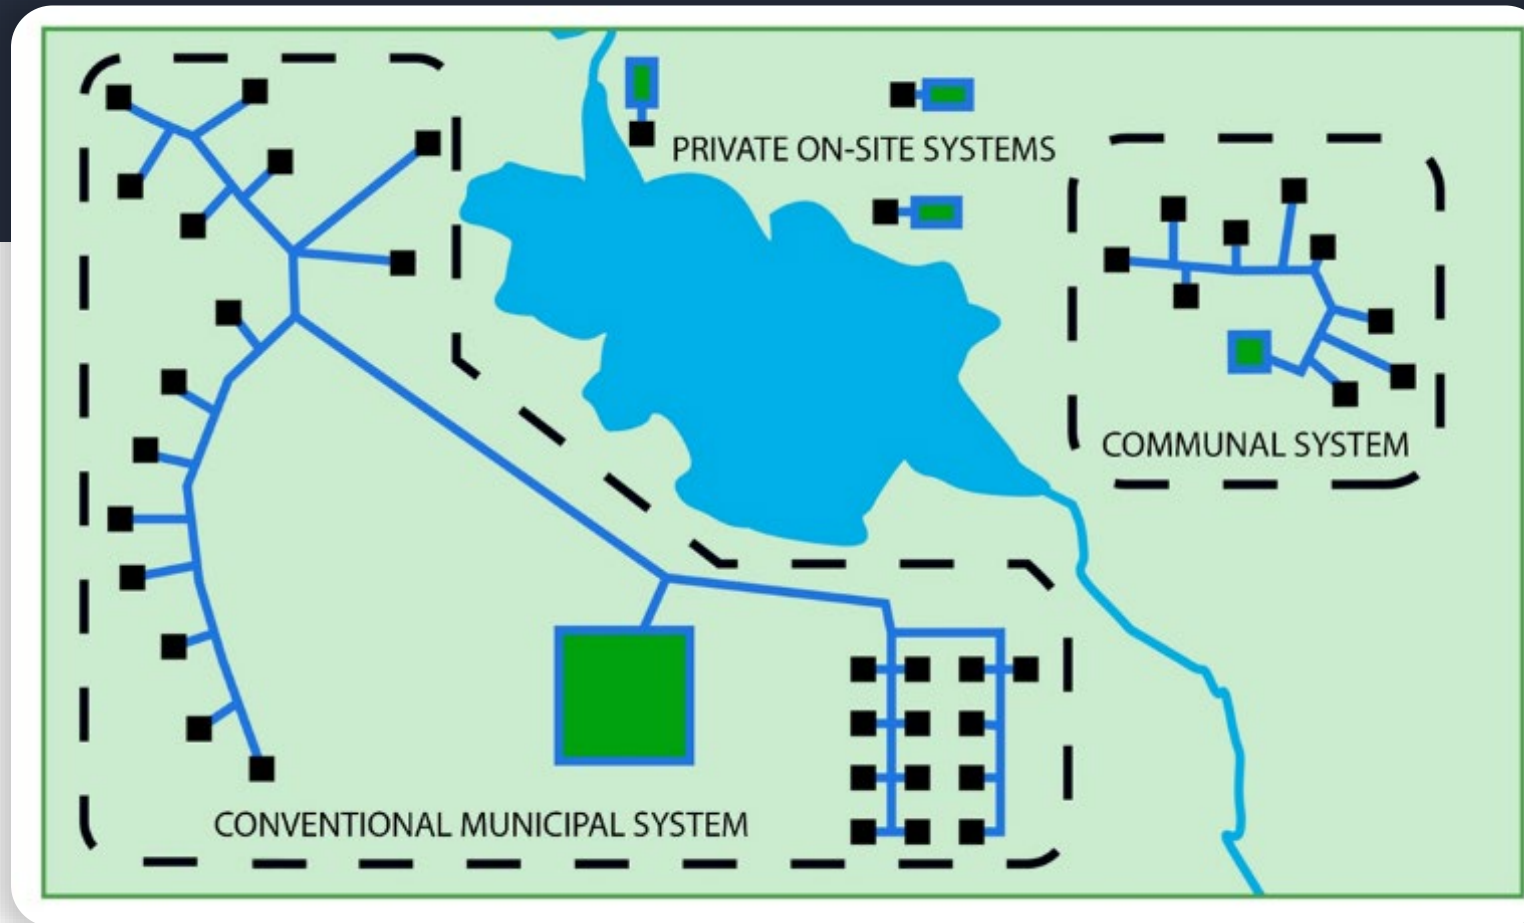 PRIVATE ON-SITE SYSTEMS
COMMUNAL SYSTEM
CONVENTIONAL MUNICIPAL SYSTEM